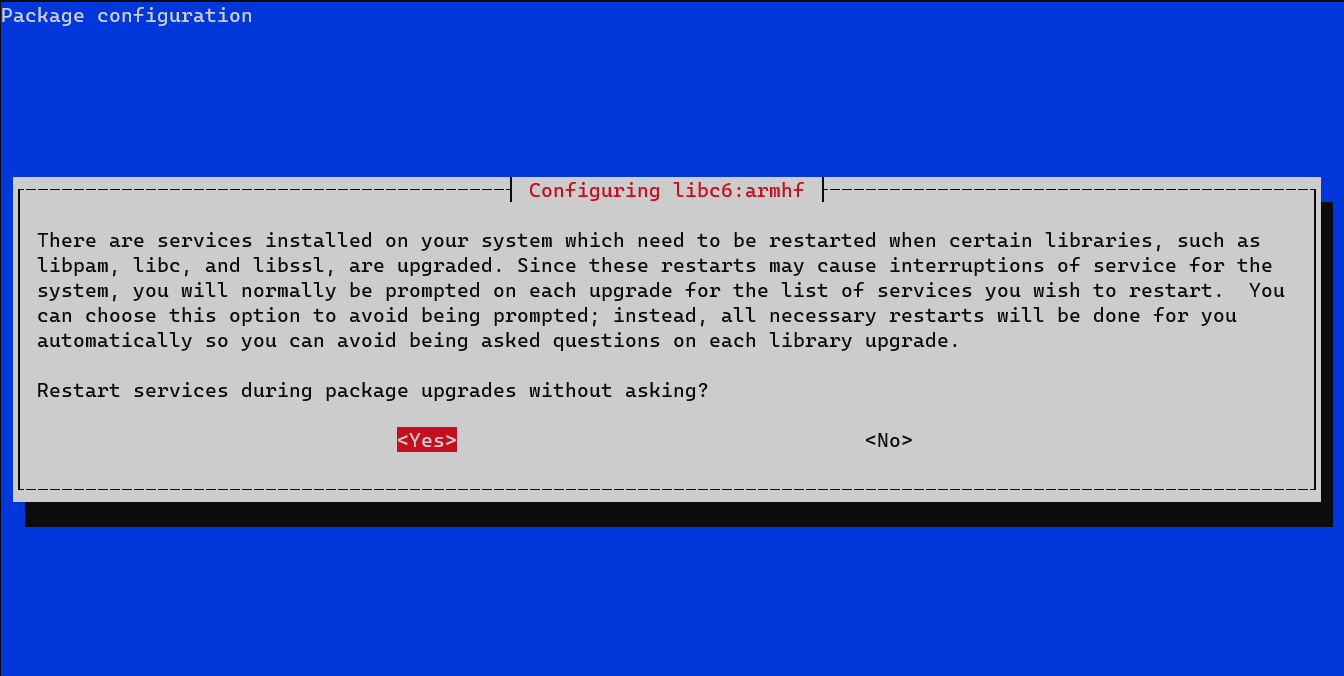 Package configuration
Configuring libc6:armhf
There are services installed on your system which need to be restarted when certain libraries, such as
libpam, libc, and libssl, are upgraded. Since these restarts may cause interruptions of service for the
system, you will normally be prompted on each upgrade for the list of services you wish to restart.  You
can choose this option to avoid being prompted; instead, all necessary restarts will be done for you
automatically so you can avoid being asked questions on each library upgrade.
Restart services during package upgrades without asking?
<Yes> <No>